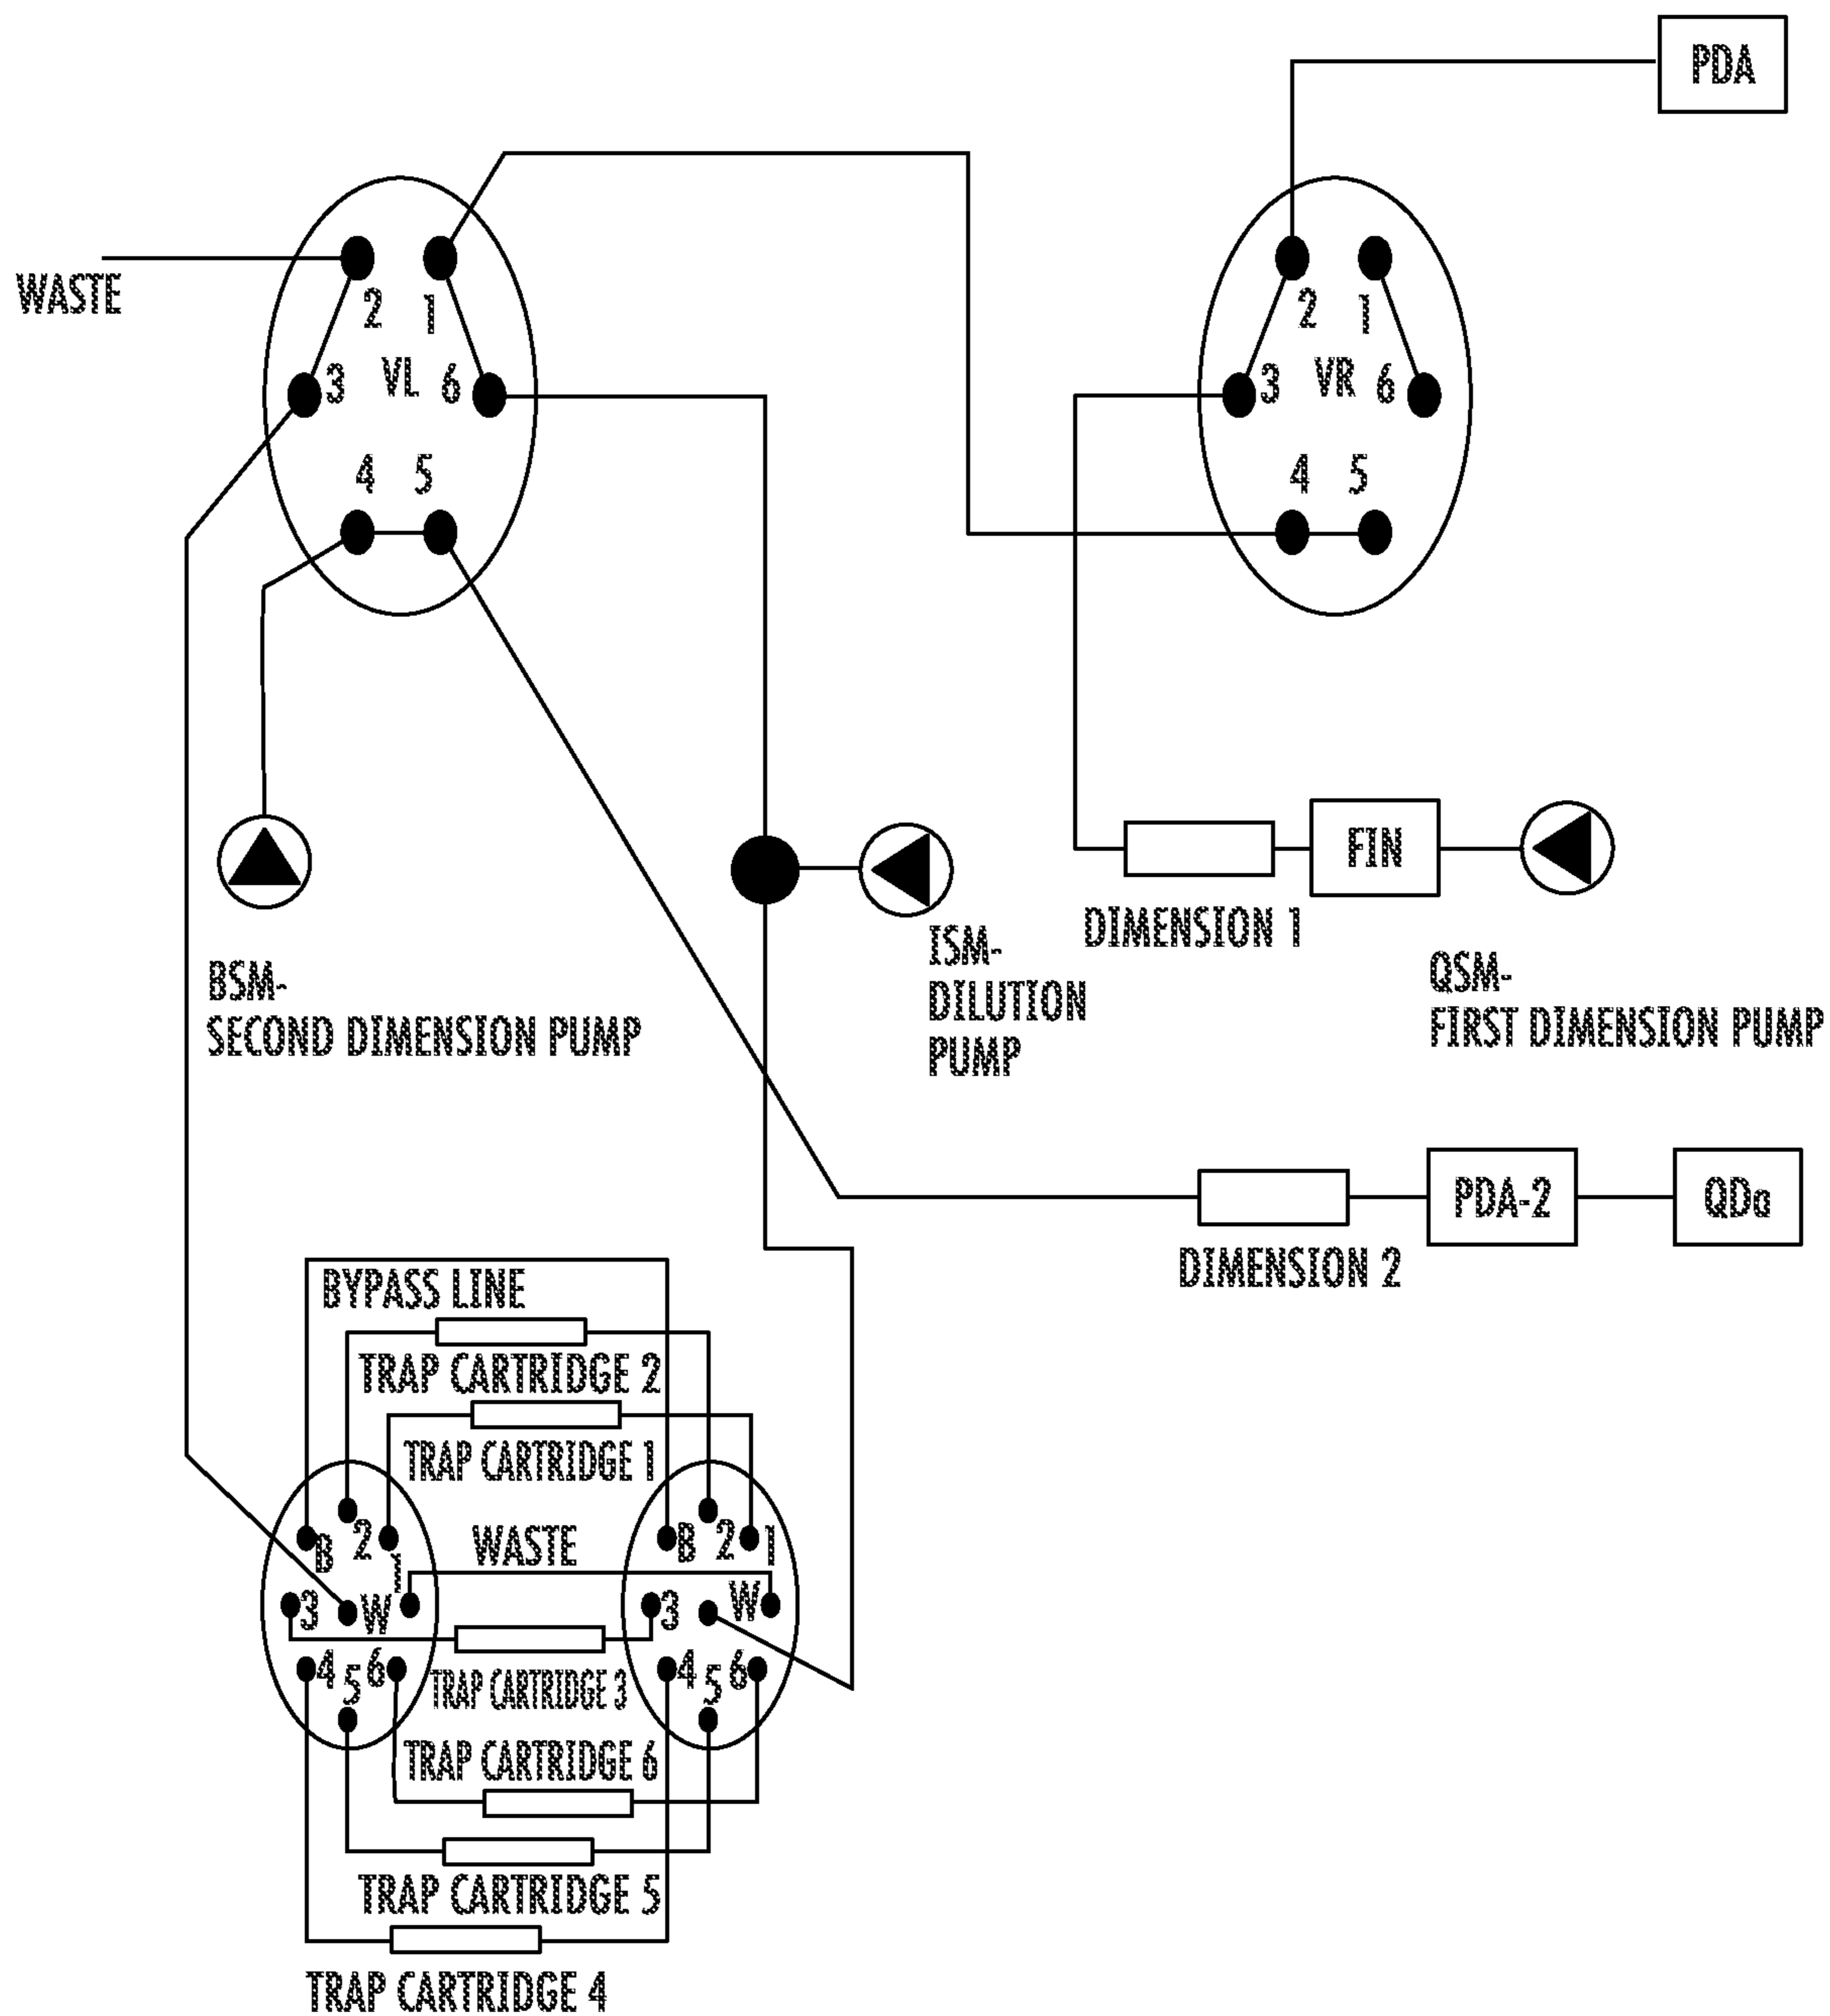 PDA
WASTE
2 1
3 VL 6
4 5
2 1
3 VR 6
4 5
FIN
DIMENSION 1
BSM-
SECOND DIMENSION PUMP
ISM-
DILUTION
PUMP
QSM-
FIRST DIMENSION PUMP
PDA-2
QDa
DIMENSION 2
BYPASS LINE
TRAP CARTRIDGE 2
TRAP CARTRIDGE 1
WASTE
B 2 1
3 W
4 5 6
B 2 1
3 W
4 5 6
TRAP CARTRIDGE 3
TRAP CARTRIDGE 6
TRAP CARTRIDGE 5
TRAP CARTRIDGE 4